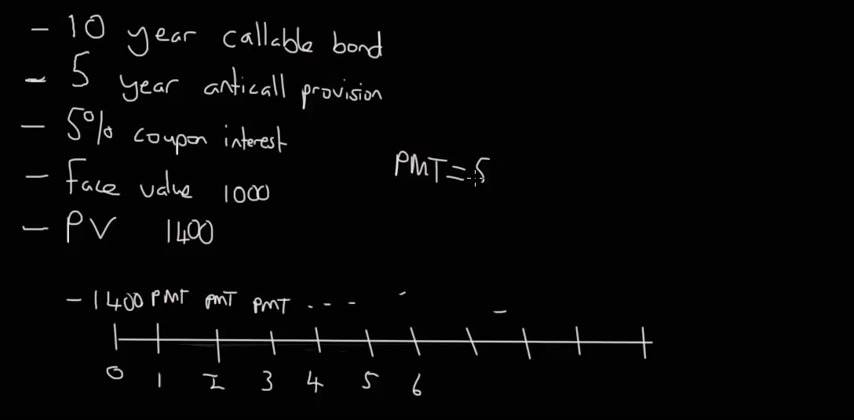 - 10 year callable bond
- 5 year anticall provision
- 5% coupon interest
- Face value 1000
- PV 1400
PMT = 5
-1400 PMT PMT PMT . - -
0 1 2 3 4 5 6